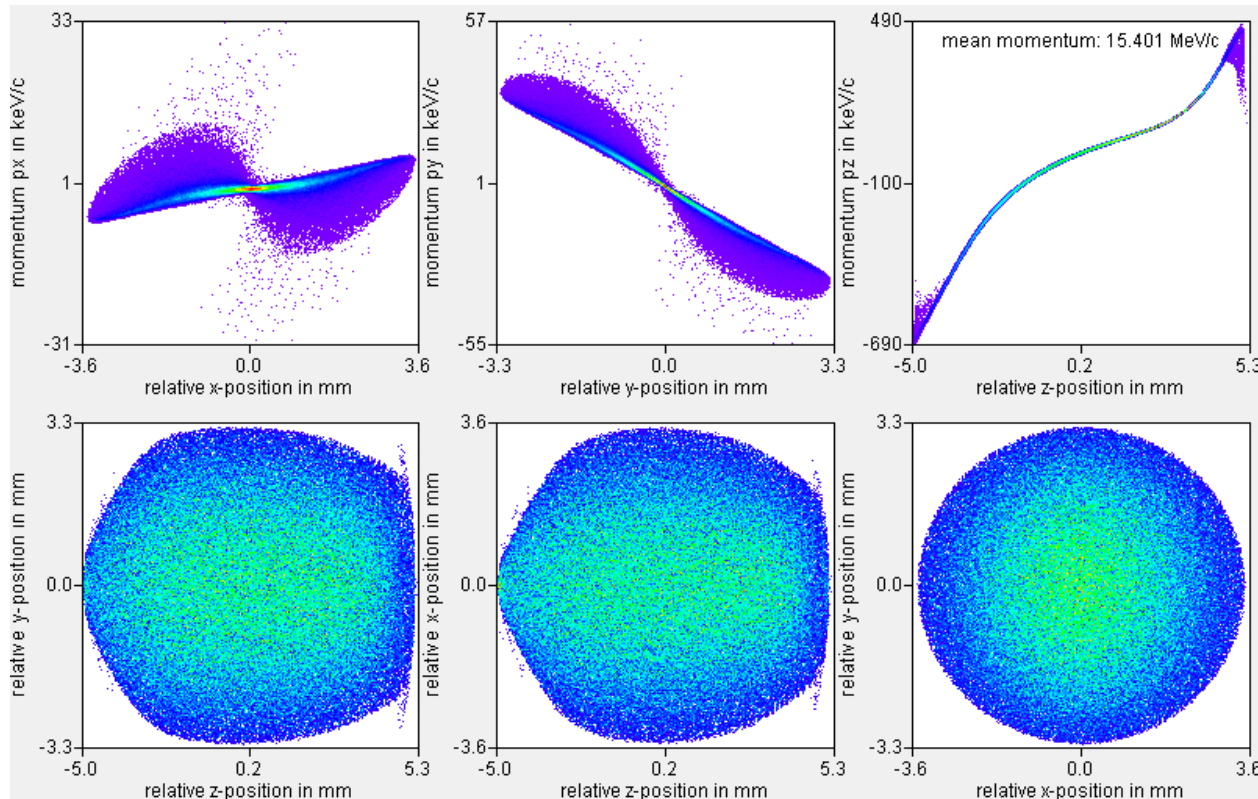 33
57
490
mean momentum: 15.401 MeV/c
momentum px in keV/c
momentum py in keV/c
momentum pz in keV/c
1
1
-100
-31
-55
-690
-3.6
0.0
3.6
-3.3
0.0
3.3
-5.0
0.2
5.3
relative x-position in mm
relative y-position in mm
relative z-position in mm
3.3
3.6
3.3
relative y-position in mm
relative x-position in mm
relative y-position in mm
0.0
0.0
0.0
-3.3
-3.6
-3.3
-5.0
0.2
5.3
-5.0
0.2
5.3
-3.6
0.0
3.6
relative z-position in mm
relative z-position in mm
relative x-position in mm